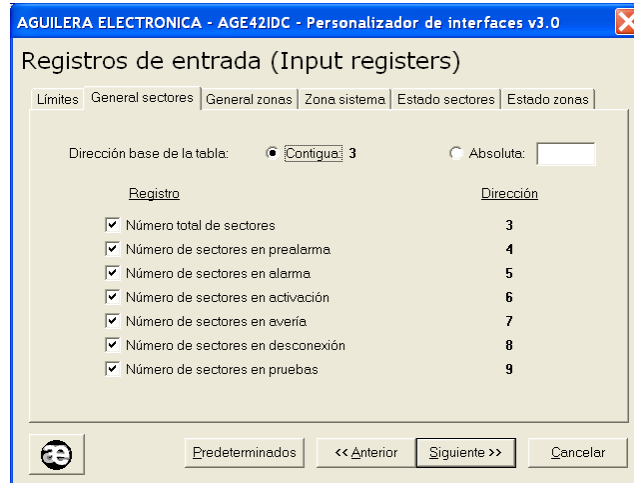 AGUILERA ELECTRONICA - AGE42IDC - Personalizador de interfaces v3.0
Registros de entrada (Input registers)
Límites General sectores General zonas Zona sistema Estado sectores Estado zonas
Dirección base de la tabla: Contigua: 3 Absoluta:
Registro Dirección
Número total de sectores 3
Número de sectores en prealarma 4
Número de sectores en alarma 5
Número de sectores en activación 6
Número de sectores en avería 7
Número de sectores en desconexión 8
Número de sectores en pruebas 9
æ Predeterminados << Anterior Siguiente >> Cancelar